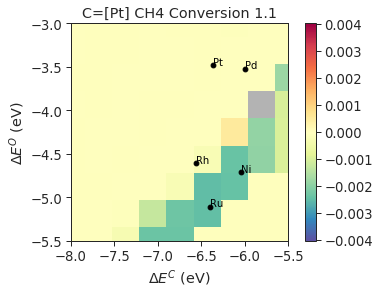 C=[Pt] CH4 Conversion 1.1
−3.0
−3.5
−4.0
−4.5
−5.0
−5.5
ΔE^O (eV)
Pt
Pd
Rh
Ni
Ru
−8.0 −7.5 −7.0 −6.5 −6.0 −5.5
ΔE^C (eV)
0.004
0.003
0.002
0.001
0.000
−0.001
−0.002
−0.003
−0.004